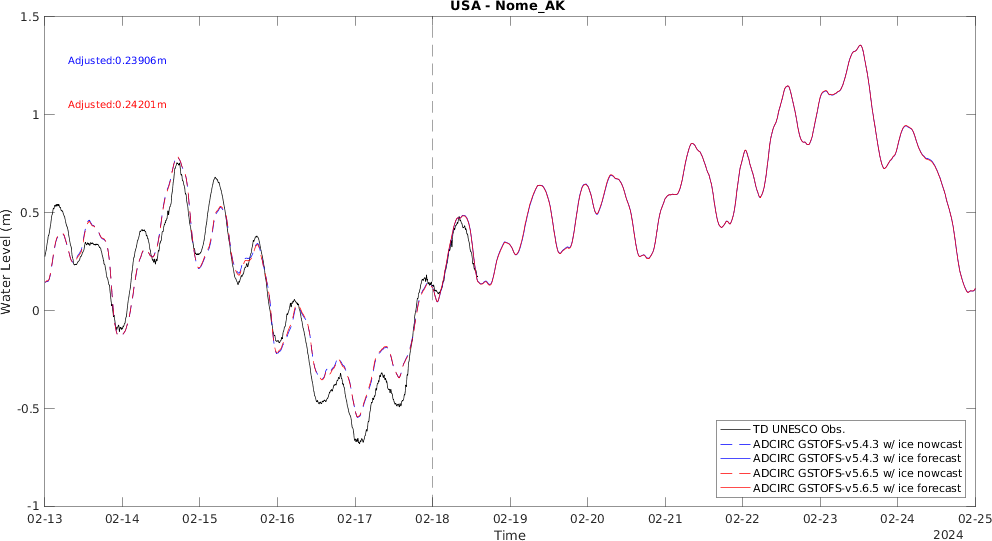 USA - Nome_AK
1.5
Adjusted:0.23906m
Adjusted:0.24201m
1
0.5
0
-0.5
-1
Water Level (m)
TD UNESCO Obs.
ADCIRC GSTOFS-v5.4.3 w/ ice nowcast
ADCIRC GSTOFS-v5.4.3 w/ ice forecast
ADCIRC GSTOFS-v5.6.5 w/ ice nowcast
ADCIRC GSTOFS-v5.6.5 w/ ice forecast
02-13 02-14 02-15 02-16 02-17 02-18 02-19 02-20 02-21 02-22 02-23 02-24 02-25
Time
2024